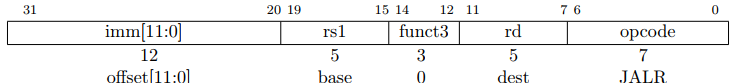 31 20 19 15 14 12 11 7 6 0
imm[11:0] rs1 funct3 rd opcode
12 5 3 5 7
offset[11:0] base 0 dest JALR